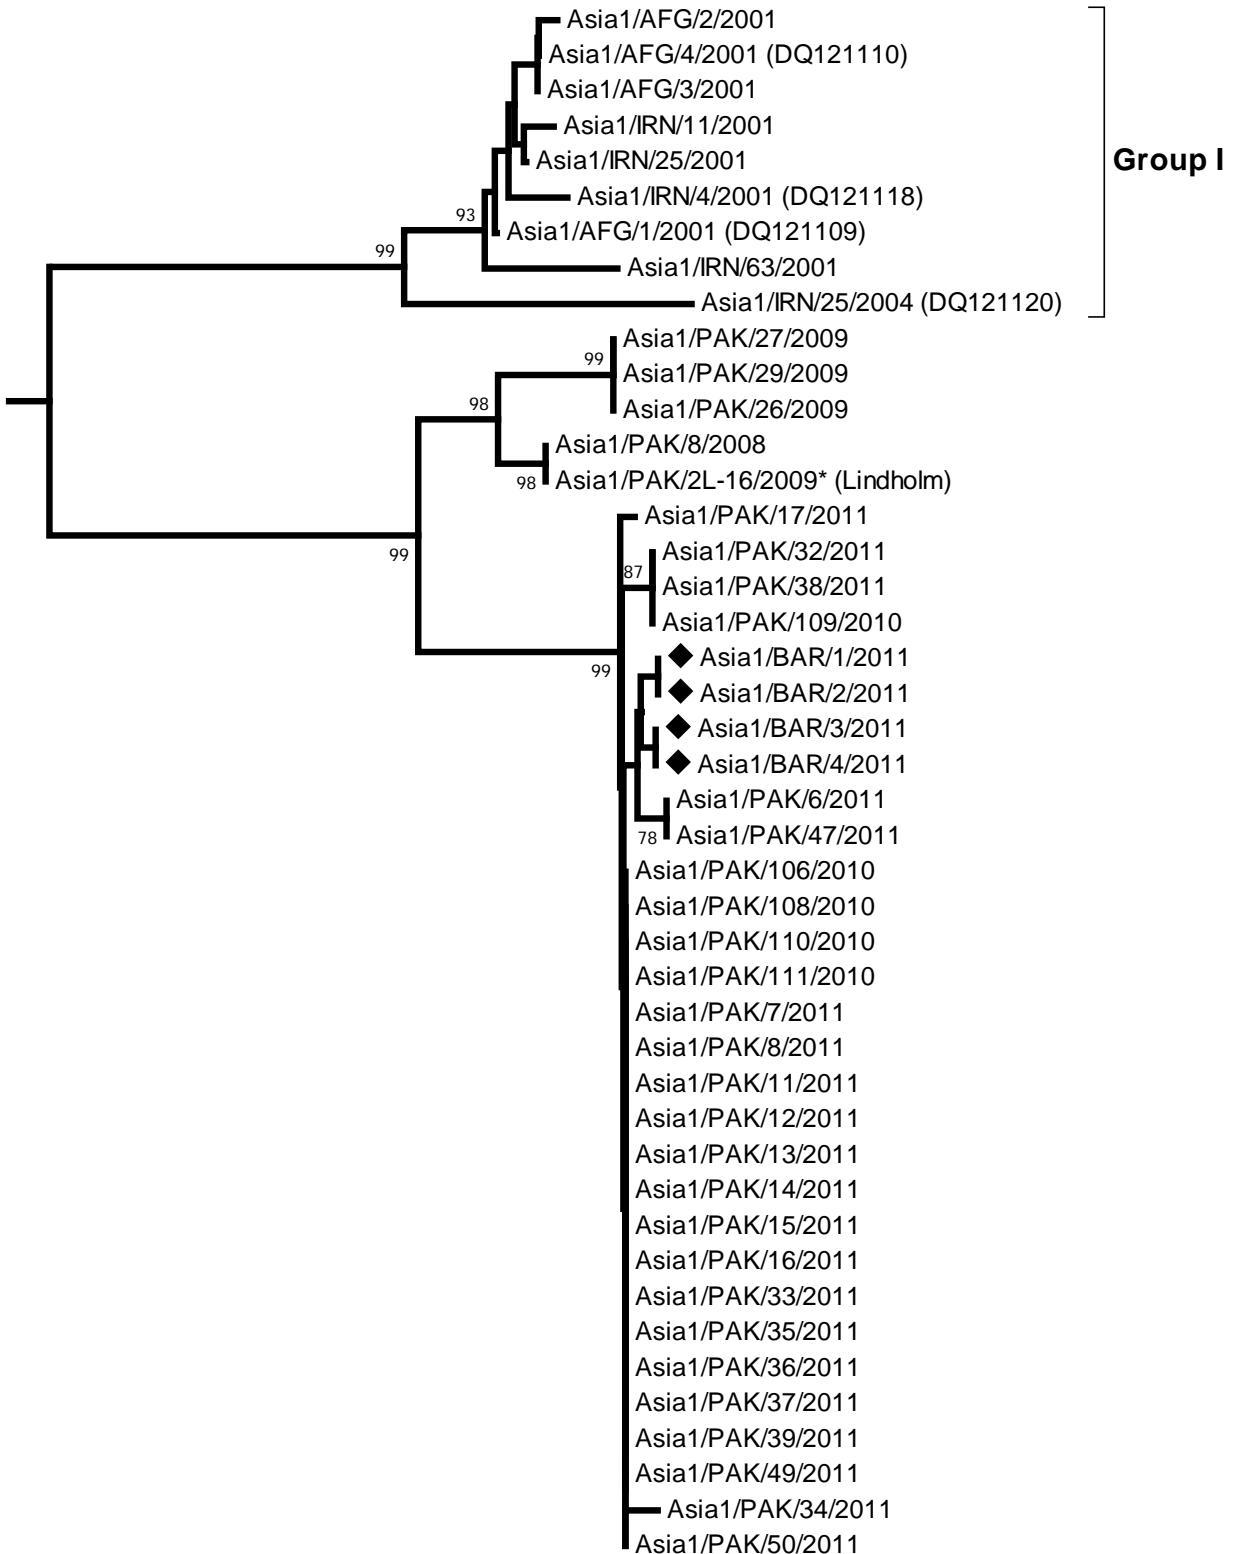 Asia1/AFG/2/2001
Asia1/AFG/4/2001 (DQ121110)
Asia1/AFG/3/2001
Asia1/IRN/11/2001
Asia1/IRN/25/2001
Group I
Asia1/IRN/4/2001 (DQ121118)
93
Asia1/AFG/1/2001 (DQ121109)
99
Asia1/IRN/63/2001
Asia1/IRN/25/2004 (DQ121120)
Asia1/PAK/27/2009
99
Asia1/PAK/29/2009
98
Asia1/PAK/26/2009
Asia1/PAK/8/2008
98
Asia1/PAK/2L-16/2009* (Lindholm)
Asia1/PAK/17/2011
99
Asia1/PAK/32/2011
87
Asia1/PAK/38/2011
Asia1/PAK/109/2010
99
Asia1/BAR/1/2011
Asia1/BAR/2/2011
Asia1/BAR/3/2011
Asia1/BAR/4/2011
Asia1/PAK/6/2011
78
Asia1/PAK/47/2011
Asia1/PAK/106/2010
Asia1/PAK/108/2010
Asia1/PAK/110/2010
Asia1/PAK/111/2010
Asia1/PAK/7/2011
Asia1/PAK/8/2011
Asia1/PAK/11/2011
Asia1/PAK/12/2011
Asia1/PAK/13/2011
Asia1/PAK/14/2011
Asia1/PAK/15/2011
Asia1/PAK/16/2011
Asia1/PAK/33/2011
Asia1/PAK/35/2011
Asia1/PAK/36/2011
Asia1/PAK/37/2011
Asia1/PAK/39/2011
Asia1/PAK/49/2011
Asia1/PAK/34/2011
Asia1/PAK/50/2011